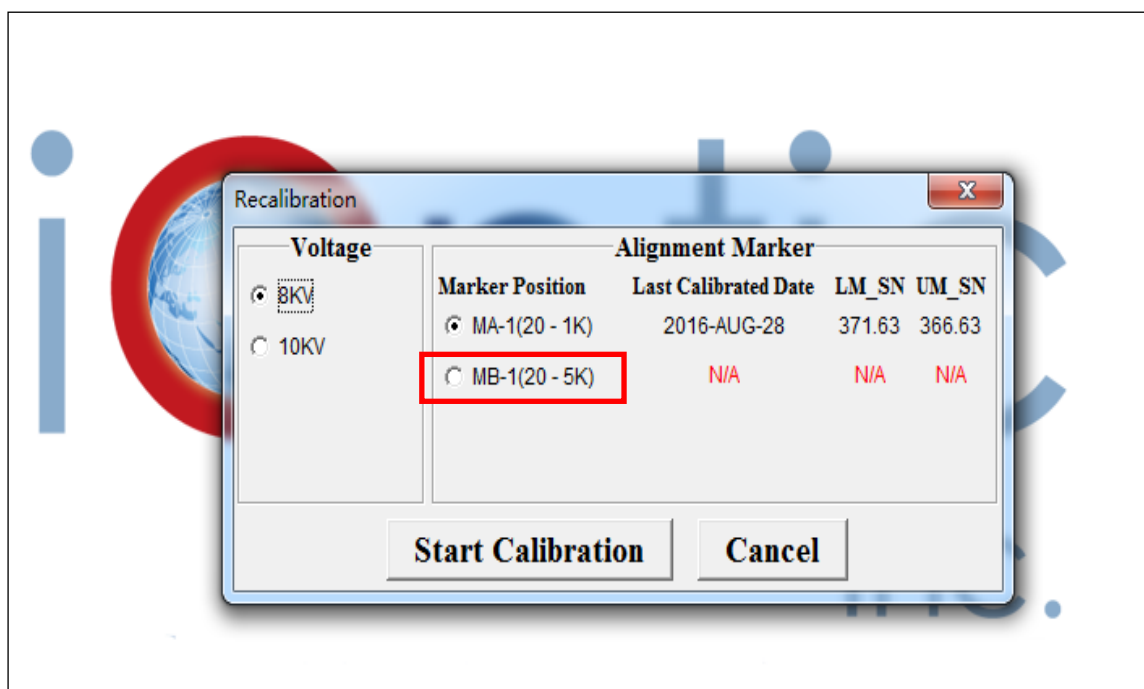 Recalibration
Voltage
8KV
10KV
Alignment Marker
Marker Position Last Calibrated Date LM_SN UM_SN
MA-1(20 - 1K) 2016-AUG-28 371.63 366.63
MB-1(20 - 5K) N/A N/A N/A
Start Calibration Cancel
inc.